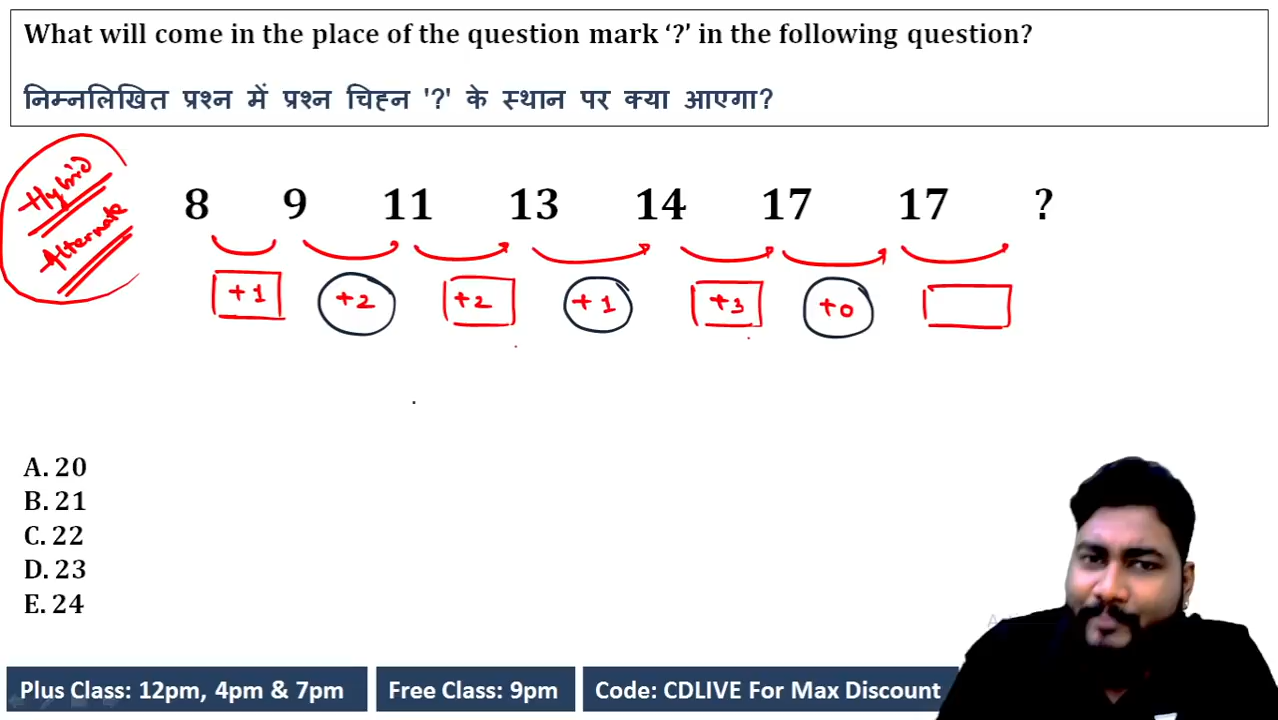 What will come in the place of the question mark ‘?’ in the following question?
निम्नलिखित प्रश्न में प्रश्न चिह्न '?' के स्थान पर क्या आएगा?
Hybrid
Alternate
8 9 11 13 14 17 17 ?
+1 +2 +2 +1 +3 +0
A. 20
B. 21
C. 22
D. 23
E. 24
Plus Class: 12pm, 4pm & 7pm
Free Class: 9pm
Code: CDLIVE For Max Discount